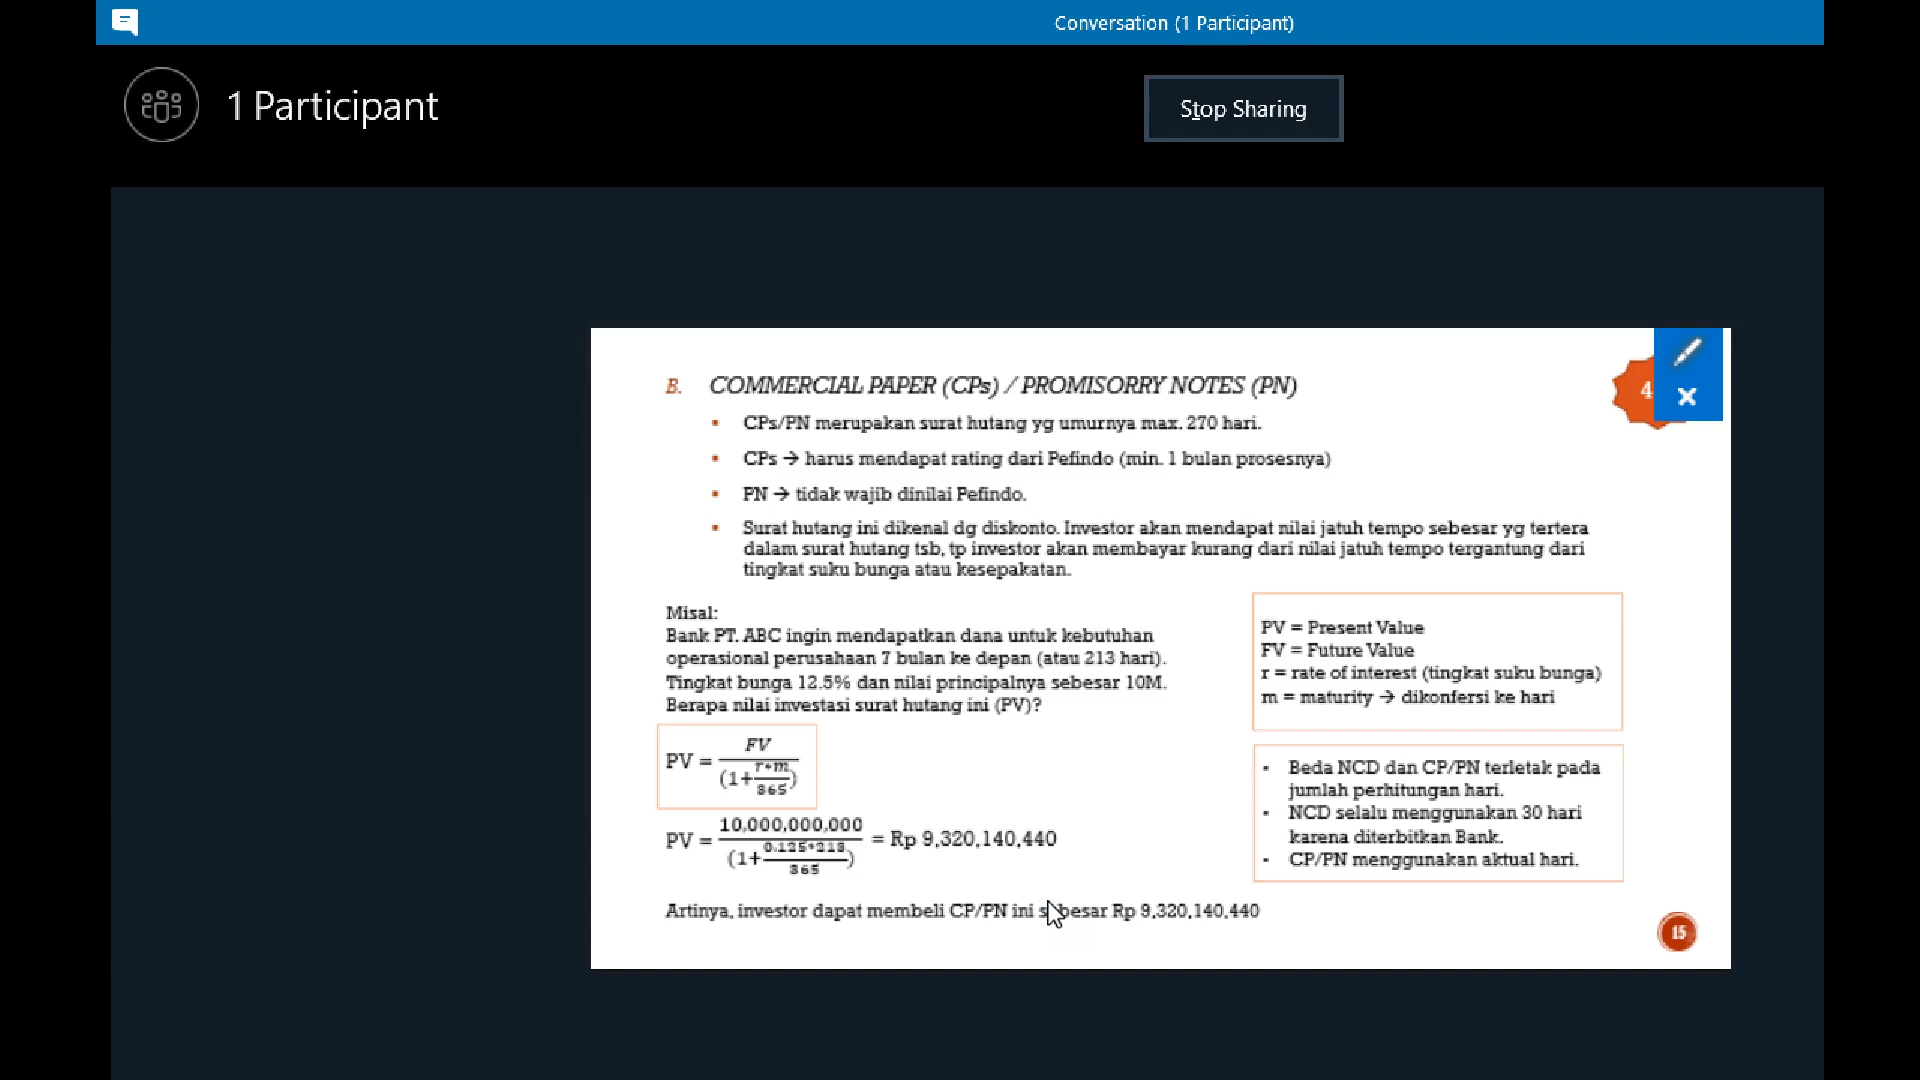 Conversation (1 Participant)
1 Participant
Stop Sharing
B. COMMERCIAL PAPER (CPs) / PROMISORRY NOTES (PN)
4
• CPs/PN merupakan surat hutang yg umurnya max. 270 hari.
• CPs → harus mendapat rating dari Pefindo (min. 1 bulan prosesnya)
• PN → tidak wajib dinilai Pefindo.
• Surat hutang ini dikenal dg diskonto. Investor akan mendapat nilai jatuh tempo sebesar yg tertera
dalam surat hutang tsb, tp investor akan membayar kurang dari nilai jatuh tempo tergantung dari
tingkat suku bunga atau kesepakatan.
Misal:
Bank PT. ABC ingin mendapatkan dana untuk kebutuhan
operasional perusahaan 7 bulan ke depan (atau 213 hari).
Tingkat bunga 12.5% dan nilai principalnya sebesar 10M.
Berapa nilai investasi surat hutang ini (PV)?
PV = FV / (1+ r*m / 365)
PV = 10,000,000,000 / (1+ 0.125*213 / 365) = Rp 9,320,140,440
Artinya, investor dapat membeli CP/PN ini sebesar Rp 9,320,140,440
PV = Present Value
FV = Future Value
r = rate of interest (tingkat suku bunga)
m = maturity → dikonfersi ke hari
• Beda NCD dan CP/PN terletak pada
jumlah perhitungan hari.
• NCD selalu menggunakan 30 hari
karena diterbitkan Bank.
• CP/PN menggunakan aktual hari.
15